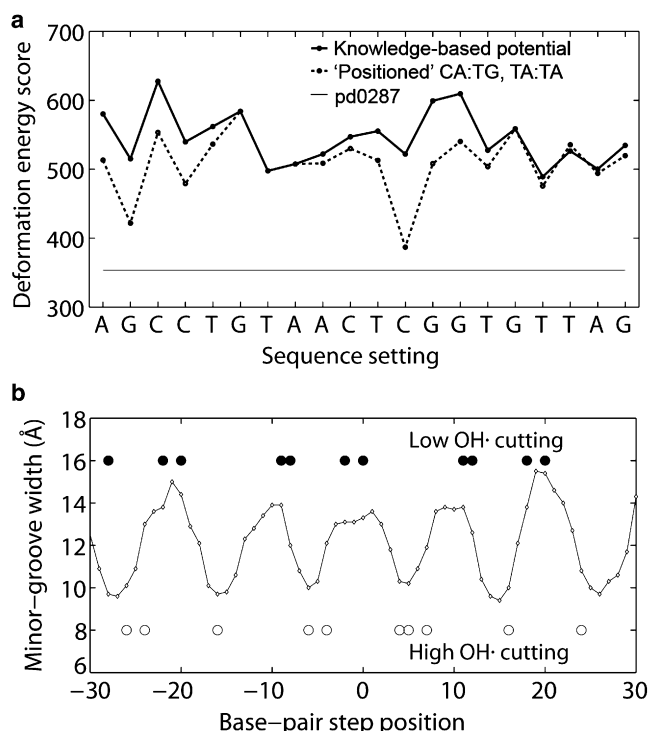 a
700
600
500
400
300
Deformation energy score
Knowledge-based potential
'Positioned' CA:TG, TA:TA
pd0287
A G C C T G T A A C T C G G T G T T A G
Sequence setting
b
18
16
14
12
10
8
6
Minor−groove width (Å)
Low OH· cutting
High OH· cutting
−30 −20 −10 0 10 20 30
Base−pair step position